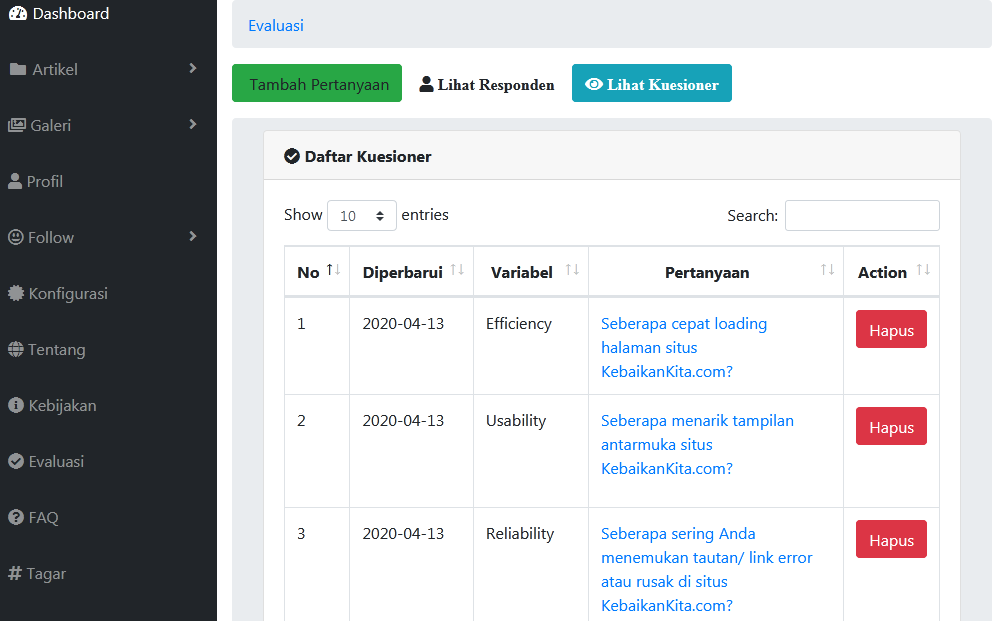 Dashboard
Artikel
Galeri
Profil
Follow
Konfigurasi
Tentang
Kebijakan
Evaluasi
FAQ
# Tagar
Evaluasi
Tambah Pertanyaan Lihat Responden Lihat Kuesioner
Daftar Kuesioner
Show 10 entries Search:
No Diperbarui Variabel Pertanyaan Action
1 2020-04-13 Efficiency Seberapa cepat loading Hapus
halaman situs
KebaikanKita.com?
2 2020-04-13 Usability Seberapa menarik tampilan Hapus
antarmuka situs
KebaikanKita.com?
3 2020-04-13 Reliability Seberapa sering Anda Hapus
menemukan tautan/ link error
atau rusak di situs
KebaikanKita.com?